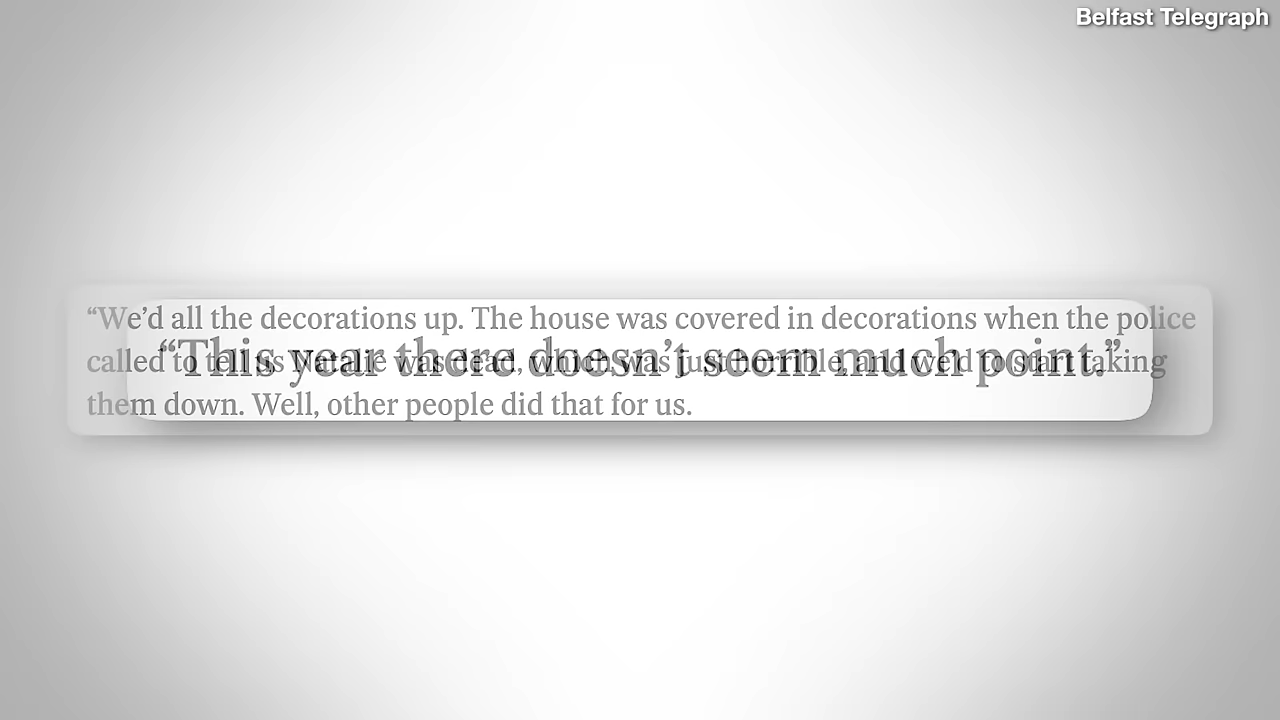 Belfast Telegraph
“We’d all the decorations up. The house was covered in decorations when the police
called to tell us Natalie was dead, which was just horrible, and we’d to start taking
them down. Well, other people did that for us.
“This year there doesn’t seem much point.”